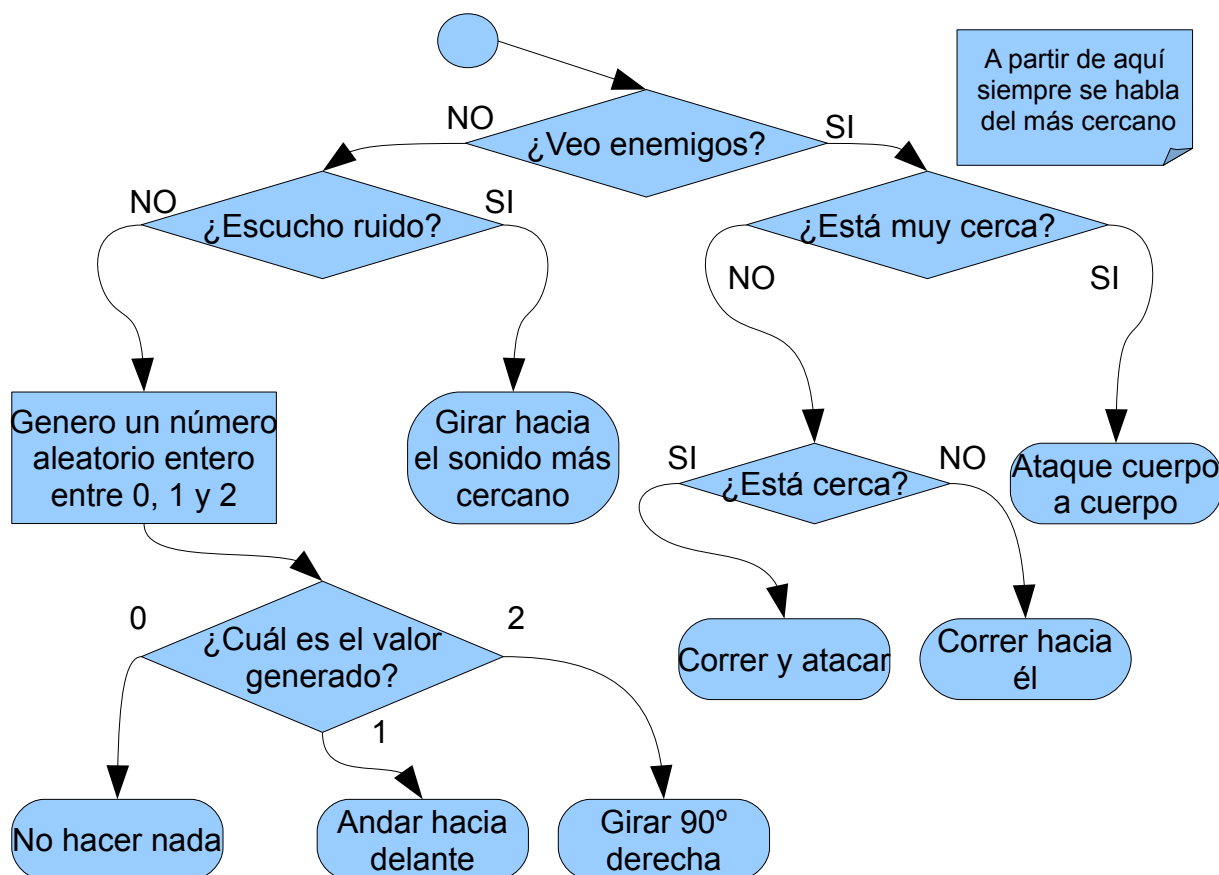 A partir de aquí
siempre se habla
del más cercano
NO
¿Veo enemigos?
SI
NO
¿Escucho ruido?
SI
¿Está muy cerca?
NO
SI
Genero un número
aleatorio entero
entre 0, 1 y 2
Girar hacia
el sonido más
cercano
SI
¿Está cerca?
NO
Ataque cuerpo
a cuerpo
0
¿Cuál es el valor
generado?
2
1
Correr y atacar
Correr hacia
él
No hacer nada
Andar hacia
delante
Girar 90º
derecha